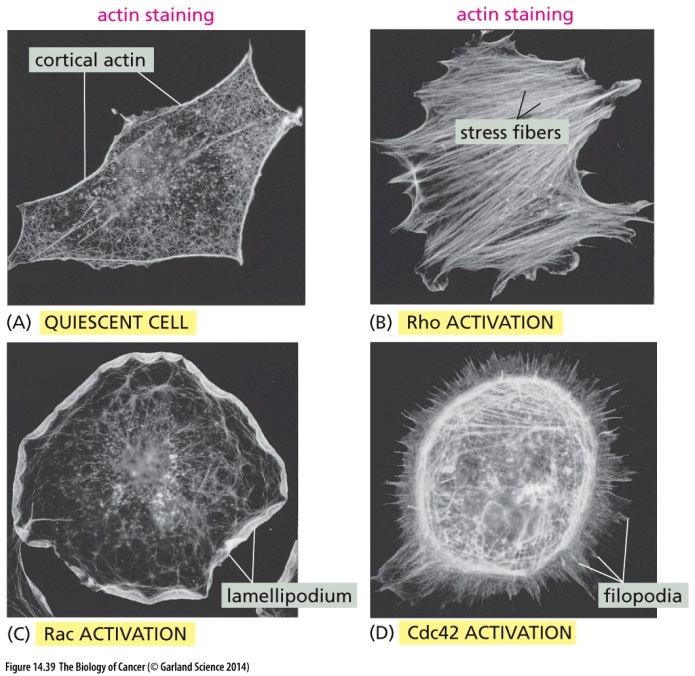 actin staining
actin staining
cortical actin
stress fibers
(A) QUIESCENT CELL
(B) Rho ACTIVATION
lamellipodium
filopodia
(C) Rac ACTIVATION
(D) Cdc42 ACTIVATION
Figure 14.39 The Biology of Cancer (© Garland Science 2014)